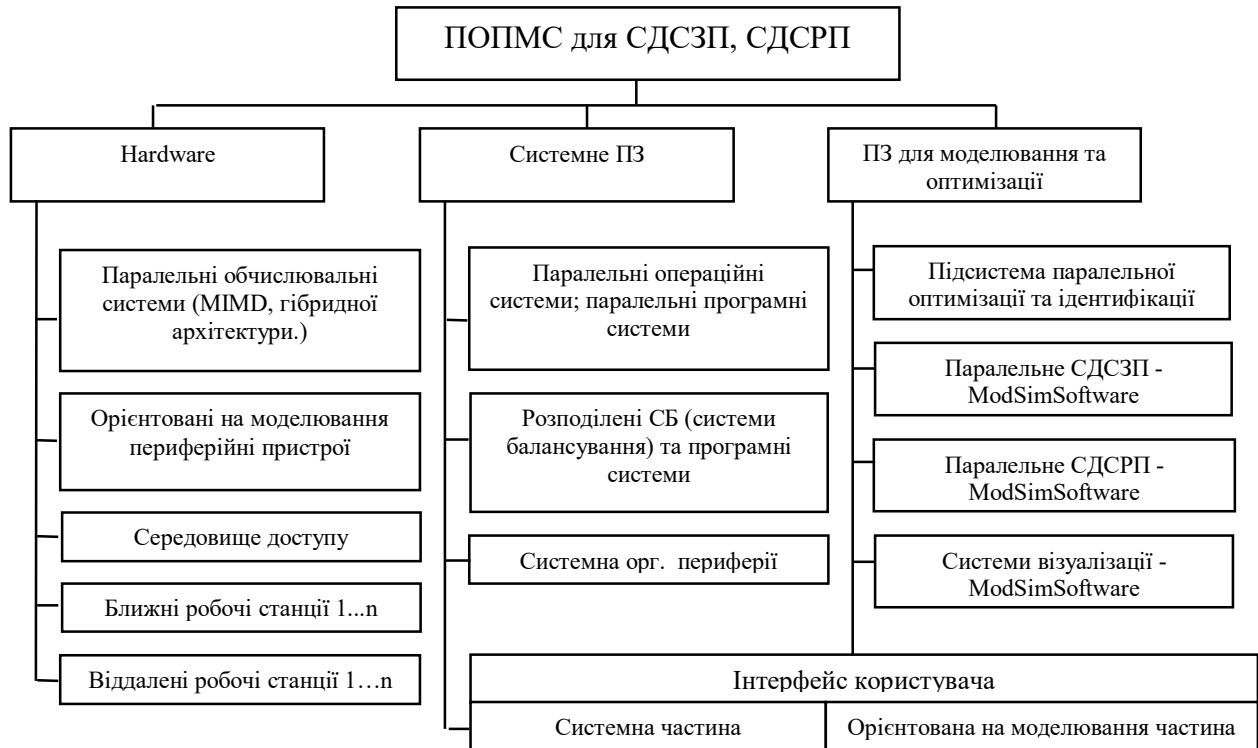 ПОПМС для СДСЗП, СДСРП
Hardware
Паралельні обчислювальні
системи (MIMD, гібридної
архітектури.)
Орієнтовані на моделювання
периферійні пристрої
Середовище доступу
Ближні робочі станції 1...n
Віддалені робочі станції 1…n
Системне ПЗ
Паралельні операційні
системи; паралельні програмні
системи
Розподілені СБ (системи
балансування) та програмні
системи
Системна орг. периферії
ПЗ для моделювання та
оптимізації
Підсистема паралельної
оптимізації та ідентифікації
Паралельне СДСЗП -
ModSimSoftware
Паралельне СДСРП -
ModSimSoftware
Системи візуалізації -
ModSimSoftware
Інтерфейс користувача
Системна частина
Орієнтована на моделювання частина